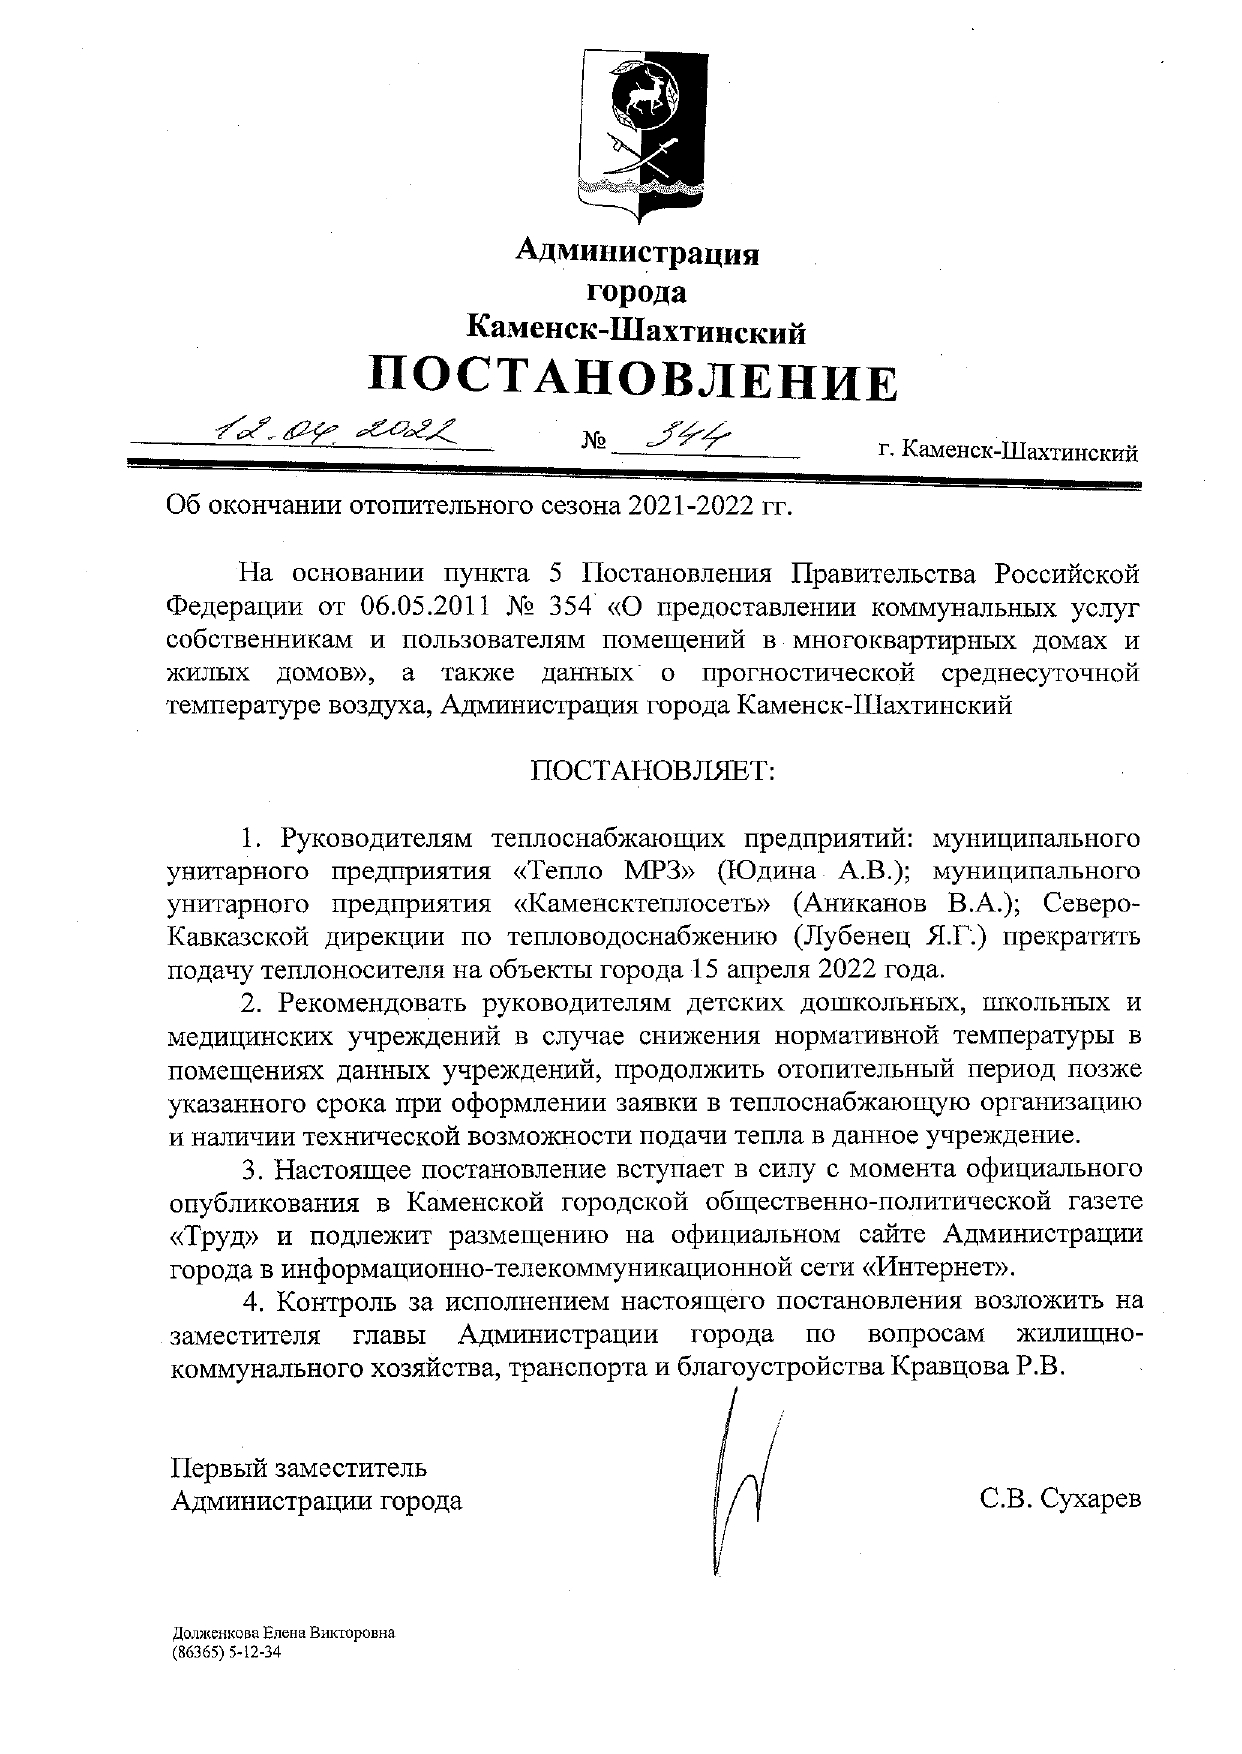 Администрация
города
Каменск-Шахтинский
ПОСТАНОВЛЕНИЕ
12.04.2022 № 344 г. Каменск-Шахтинский
Об окончании отопительного сезона 2021-2022 гг.
На основании пункта 5 Постановления Правительства Российской
Федерации от 06.05.2011 № 354 «О предоставлении коммунальных услуг
собственникам и пользователям помещений в многоквартирных домах и
жилых домов», а также данных о прогностической среднесуточной
температуре воздуха, Администрация города Каменск-Шахтинский
ПОСТАНОВЛЯЕТ:
1. Руководителям теплоснабжающих предприятий: муниципального
унитарного предприятия «Тепло МРЗ» (Юдина А.В.); муниципального
унитарного предприятия «Каменсктеплосеть» (Аниканов В.А.); Северо-
Кавказской дирекции по тепловодоснабжению (Лубенец Я.Г.) прекратить
подачу теплоносителя на объекты города 15 апреля 2022 года.
2. Рекомендовать руководителям детских дошкольных, школьных и
медицинских учреждений в случае снижения нормативной температуры в
помещениях данных учреждений, продолжить отопительный период позже
указанного срока при оформлении заявки в теплоснабжающую организацию
и наличии технической возможности подачи тепла в данное учреждение.
3. Настоящее постановление вступает в силу с момента официального
опубликования в Каменской городской общественно-политической газете
«Труд» и подлежит размещению на официальном сайте Администрации
города в информационно-телекоммуникационной сети «Интернет».
4. Контроль за исполнением настоящего постановления возложить на
заместителя главы Администрации города по вопросам жилищно-
коммунального хозяйства, транспорта и благоустройства Кравцова Р.В.
Первый заместитель
Администрации города С.В. Сухарев
Долженкова Елена Викторовна
(86365) 5-12-34